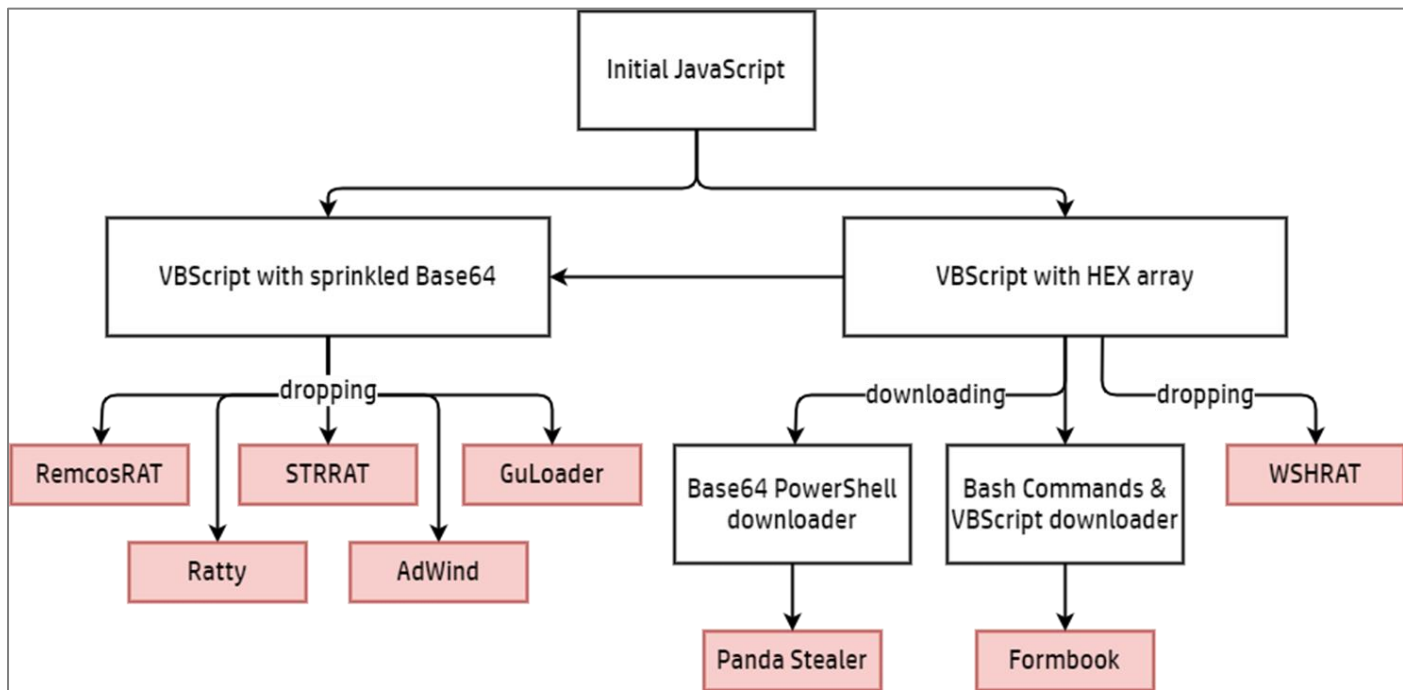 Initial JavaScript
VBScript with sprinkled Base64
VBScript with HEX array
dropping
downloading
dropping
RemcosRAT
STRRAT
GuLoader
Base64 PowerShell
downloader
Bash Commands &
VBScript downloader
WSHRAT
Ratty
AdWind
Panda Stealer
Formbook